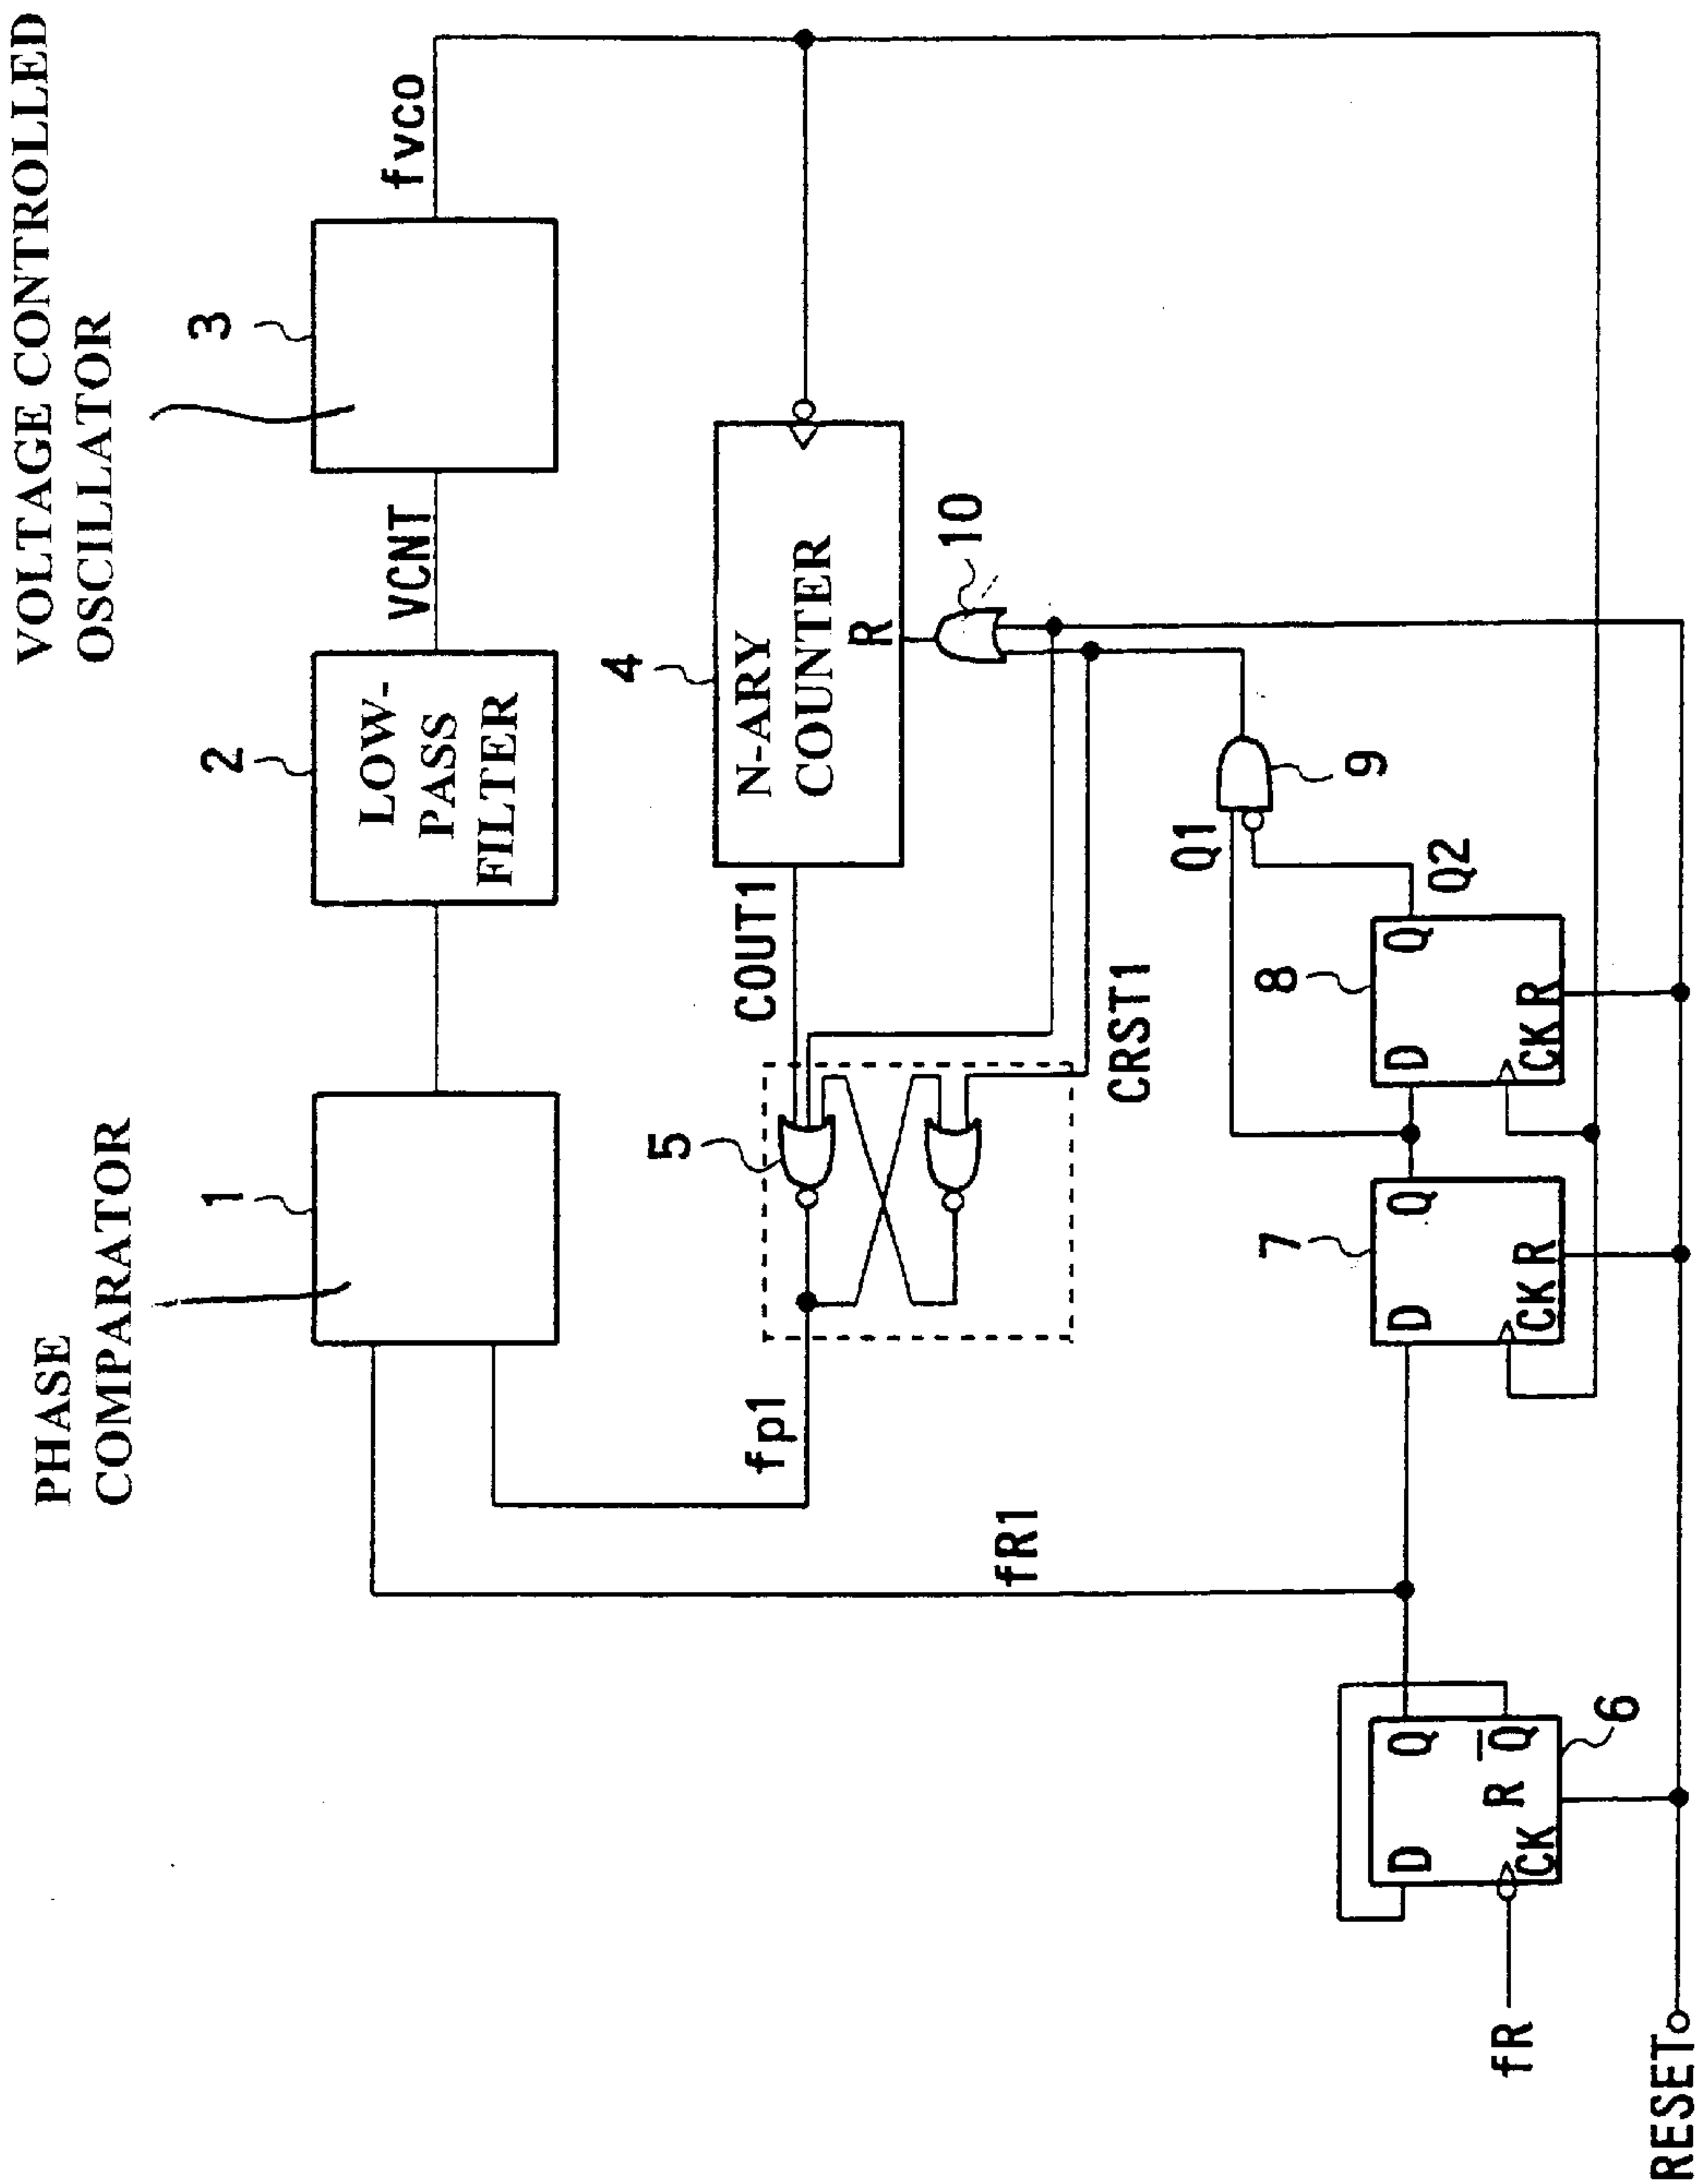 PHASE
COMPARATOR
VOLTAGE CONTROLLED
OSCILLATOR
1
2
3
LOW-
PASS
FILTER
VCNT
fvco
5
COUT1
4
N-ARY
COUNTER
R
10
fp1
fR1
CRST1
Q1
9
Q2
6
D
Q
Q̅
R
CK
7
D
Q
CK R
8
D
Q
CK R
fR
RESET